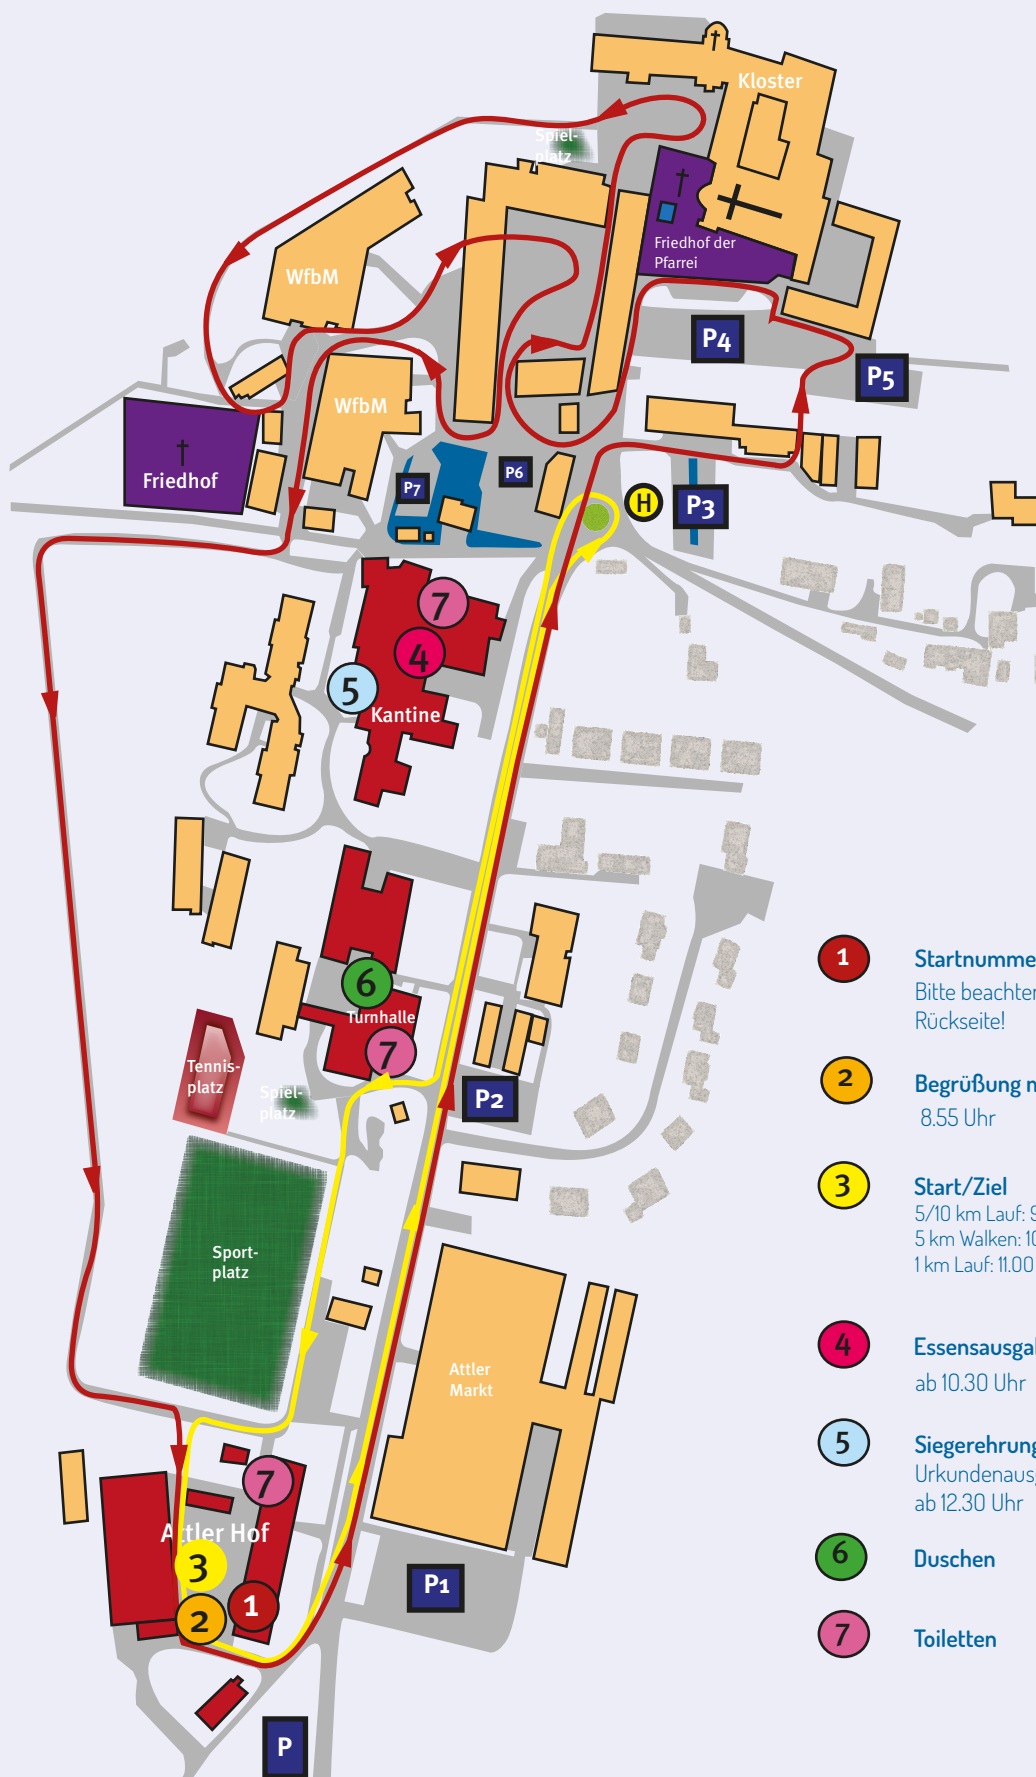 Kloster
Spiel-
platz
Friedhof der
Pfarrei
WfbM
P4
P5
WfbM
Friedhof
P7
P6
H
P3
7
4
5
Kantine
6
Turnhalle
7
Tennis-
platz
Spiel-
platz
P2
Sport-
platz
Attler
Markt
7
Attler Hof
3
2
1
P1
P
1
Startnumme
Bitte beachten
Rückseite!
2
Begrüßung
8.55 Uhr
3
Start/Ziel
5/10 km Lauf: 9
5 km Walken: 10
1 km Lauf: 11.00
4
Essensausga
ab 10.30 Uhr
5
Siegerehrung
Urkundenaus
ab 12.30 Uhr
6
Duschen
7
Toiletten